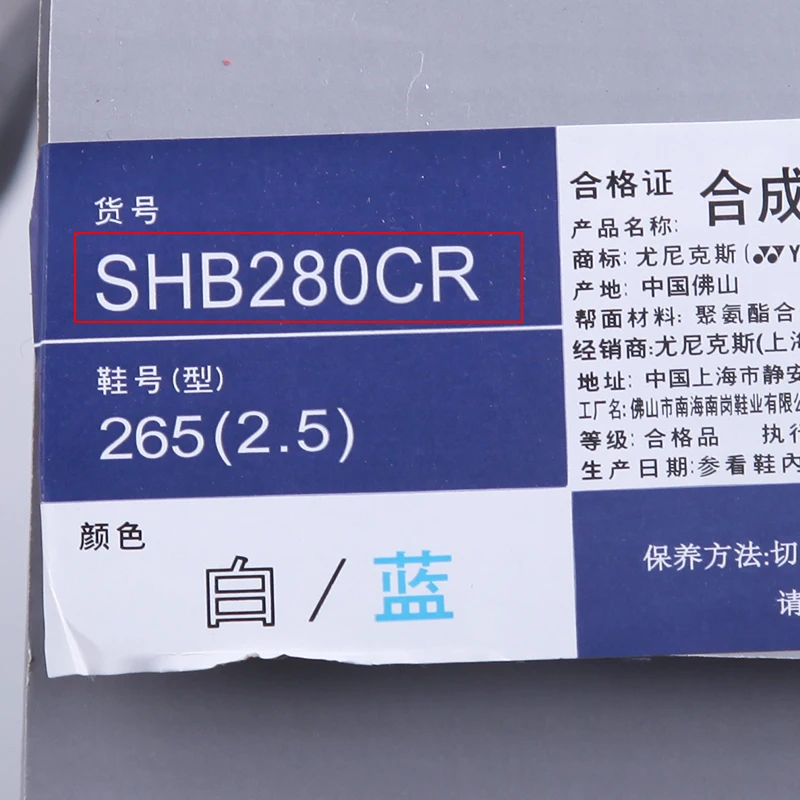 货号
SHB280CR
鞋号(型)
265(2.5)
颜色
白/蓝
合格证 合成
产品名称:
商标: 尤尼克斯(YY
产地: 中国佛山
帮面材料: 聚氨酯合
经销商:尤尼克斯(上海
地址: 中国上海市静安
工厂名:佛山市南海南岗鞋业有限公
等级: 合格品 执行
生产日期:参看鞋内
保养方法:切
请